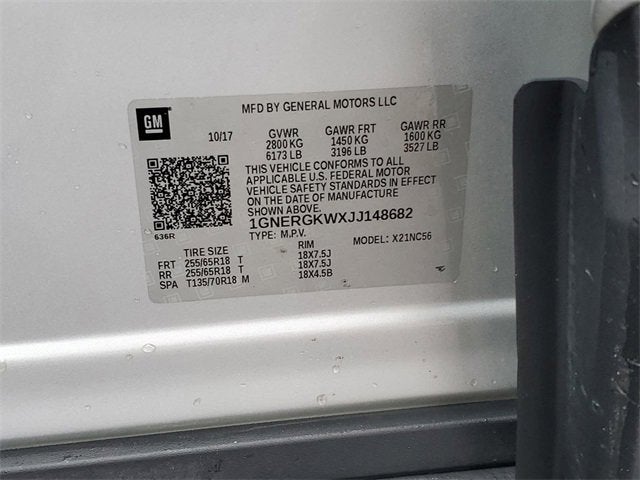 MFD BY GENERAL MOTORS LLC
GM
10/17 GVWR GAWR FRT GAWR RR
2800 KG 1450 KG 1600 KG
6173 LB 3196 LB 3527 LB
THIS VEHICLE CONFORMS TO ALL
APPLICABLE U.S. FEDERAL MOTOR
VEHICLE SAFETY STANDARDS IN EFFECT
ON THE DATE OF MANUFACTURE
SHOWN ABOVE.
1GNERGKWXJJ148682
636R
TYPE: M.P.V. MODEL: X21NC56
TIRE SIZE RIM
FRT 255/65R18 T 18X7.5J
RR 255/65R18 T 18X7.5J
SPA T135/70R18 M 18X4.5B